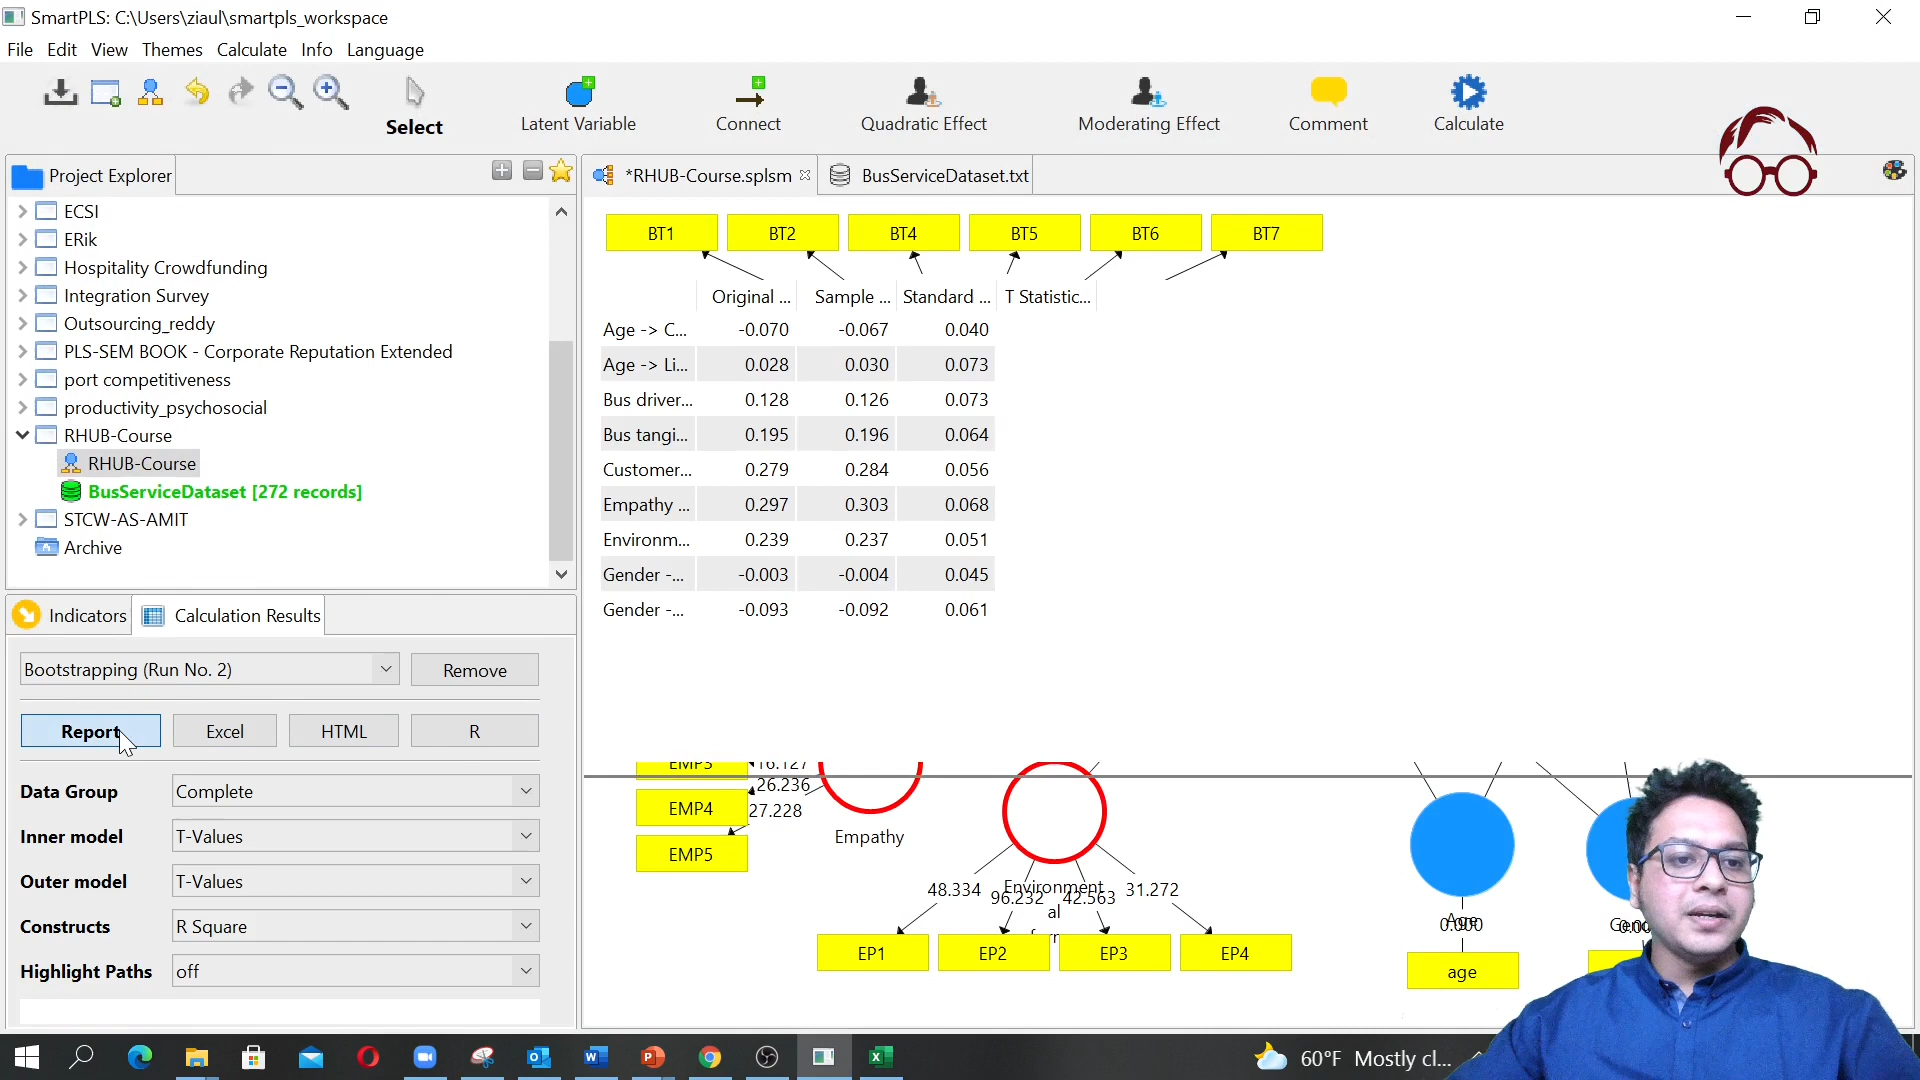 SmartPLS: C:\Users\ziaul\smartpls_workspace
File Edit View Themes Calculate Info Language
Select
Latent Variable
Connect
Quadratic Effect
Moderating Effect
Comment
Calculate
Project Explorer
*RHUB-Course.splsm
BusServiceDataset.txt
ECSI
ERik
Hospitality Crowdfunding
Integration Survey
Outsourcing_reddy
PLS-SEM BOOK - Corporate Reputation Extended
port competitiveness
productivity_psychosocial
RHUB-Course
RHUB-Course
BusServiceDataset [272 records]
STCW-AS-AMIT
Archive
Indicators
Calculation Results
Bootstrapping (Run No. 2)
Remove
Report
Excel
HTML
R
Data Group
Complete
Inner model
T-Values
Outer model
T-Values
Constructs
R Square
Highlight Paths
off
BT1 BT2 BT4 BT5 BT6 BT7
Original ... Sample ... Standard ... T Statistic...
Age -> C... -0.070 -0.067 0.040
Age -> Li... 0.028 0.030 0.073
Bus driver... 0.128 0.126 0.073
Bus tangi... 0.195 0.196 0.064
Customer... 0.279 0.284 0.056
Empathy ... 0.297 0.303 0.068
Environm... 0.239 0.237 0.051
Gender -... -0.003 -0.004 0.045
Gender -... -0.093 -0.092 0.061
EMP3
16.127
26.236
EMP4
27.228
EMP5
Empathy
48.334
96.232
42.563
31.272
Environment
al
EP1 EP2 EP3 EP4
Age
age
60°F Mostly cl...